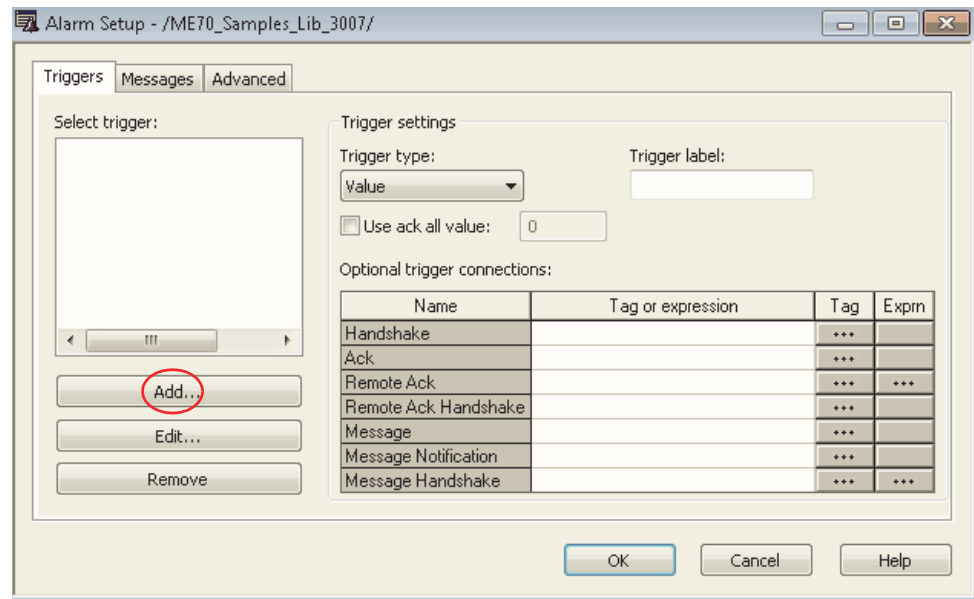 Alarm Setup - /ME70_Samples_Lib_3007/
Triggers Messages Advanced
Select trigger:
Add...
Edit...
Remove
Trigger settings
Trigger type:
Value
Trigger label:
Use ack all value: 0
Optional trigger connections:
Name Tag or expression Tag Exprn
Handshake
Ack
Remote Ack
Remote Ack Handshake
Message
Message Notification
Message Handshake
OK Cancel Help